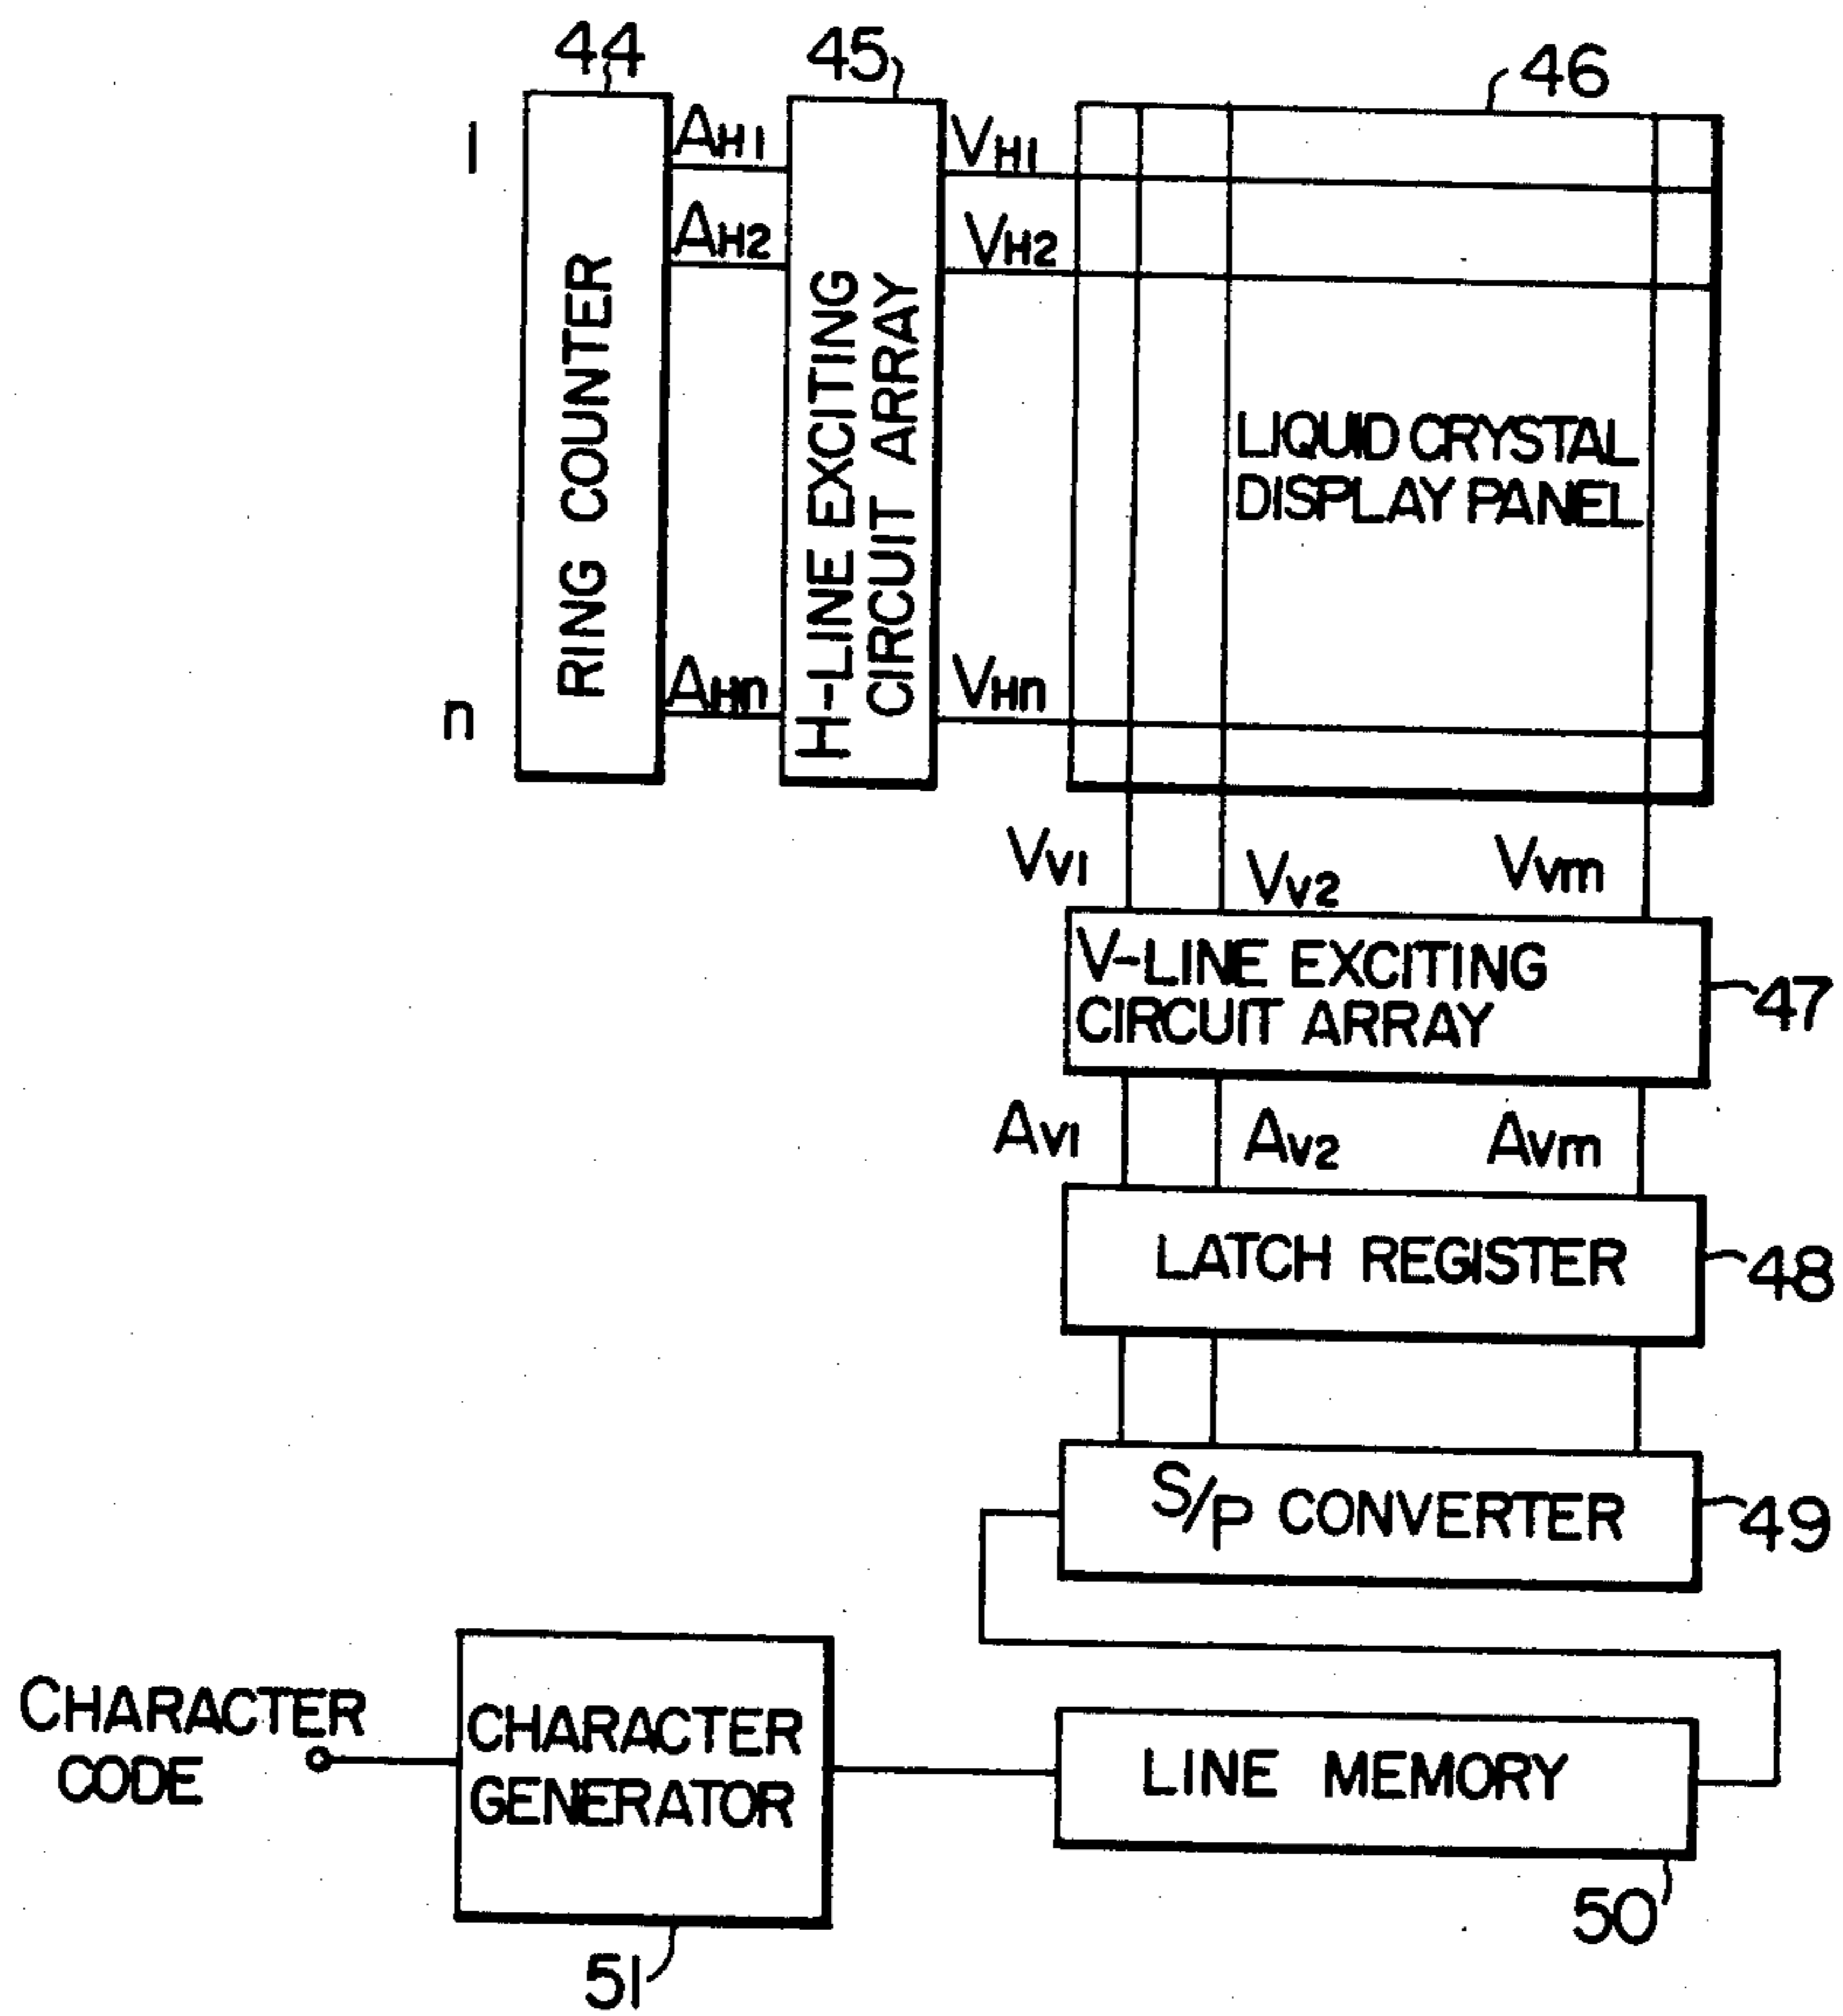 44
45
46
1
AH1
VH1
AH2
VH2
RING COUNTER
H-LINE EXCITING
CIRCUIT ARRAY
LIQUID CRYSTAL
DISPLAY PANEL
n
AHn
VHn
Vv1
Vv2
Vvm
V-LINE EXCITING
CIRCUIT ARRAY
47
Av1
Av2
Avm
LATCH REGISTER
48
S/P CONVERTER
49
CHARACTER
CODE
CHARACTER
GENERATOR
LINE MEMORY
50
51